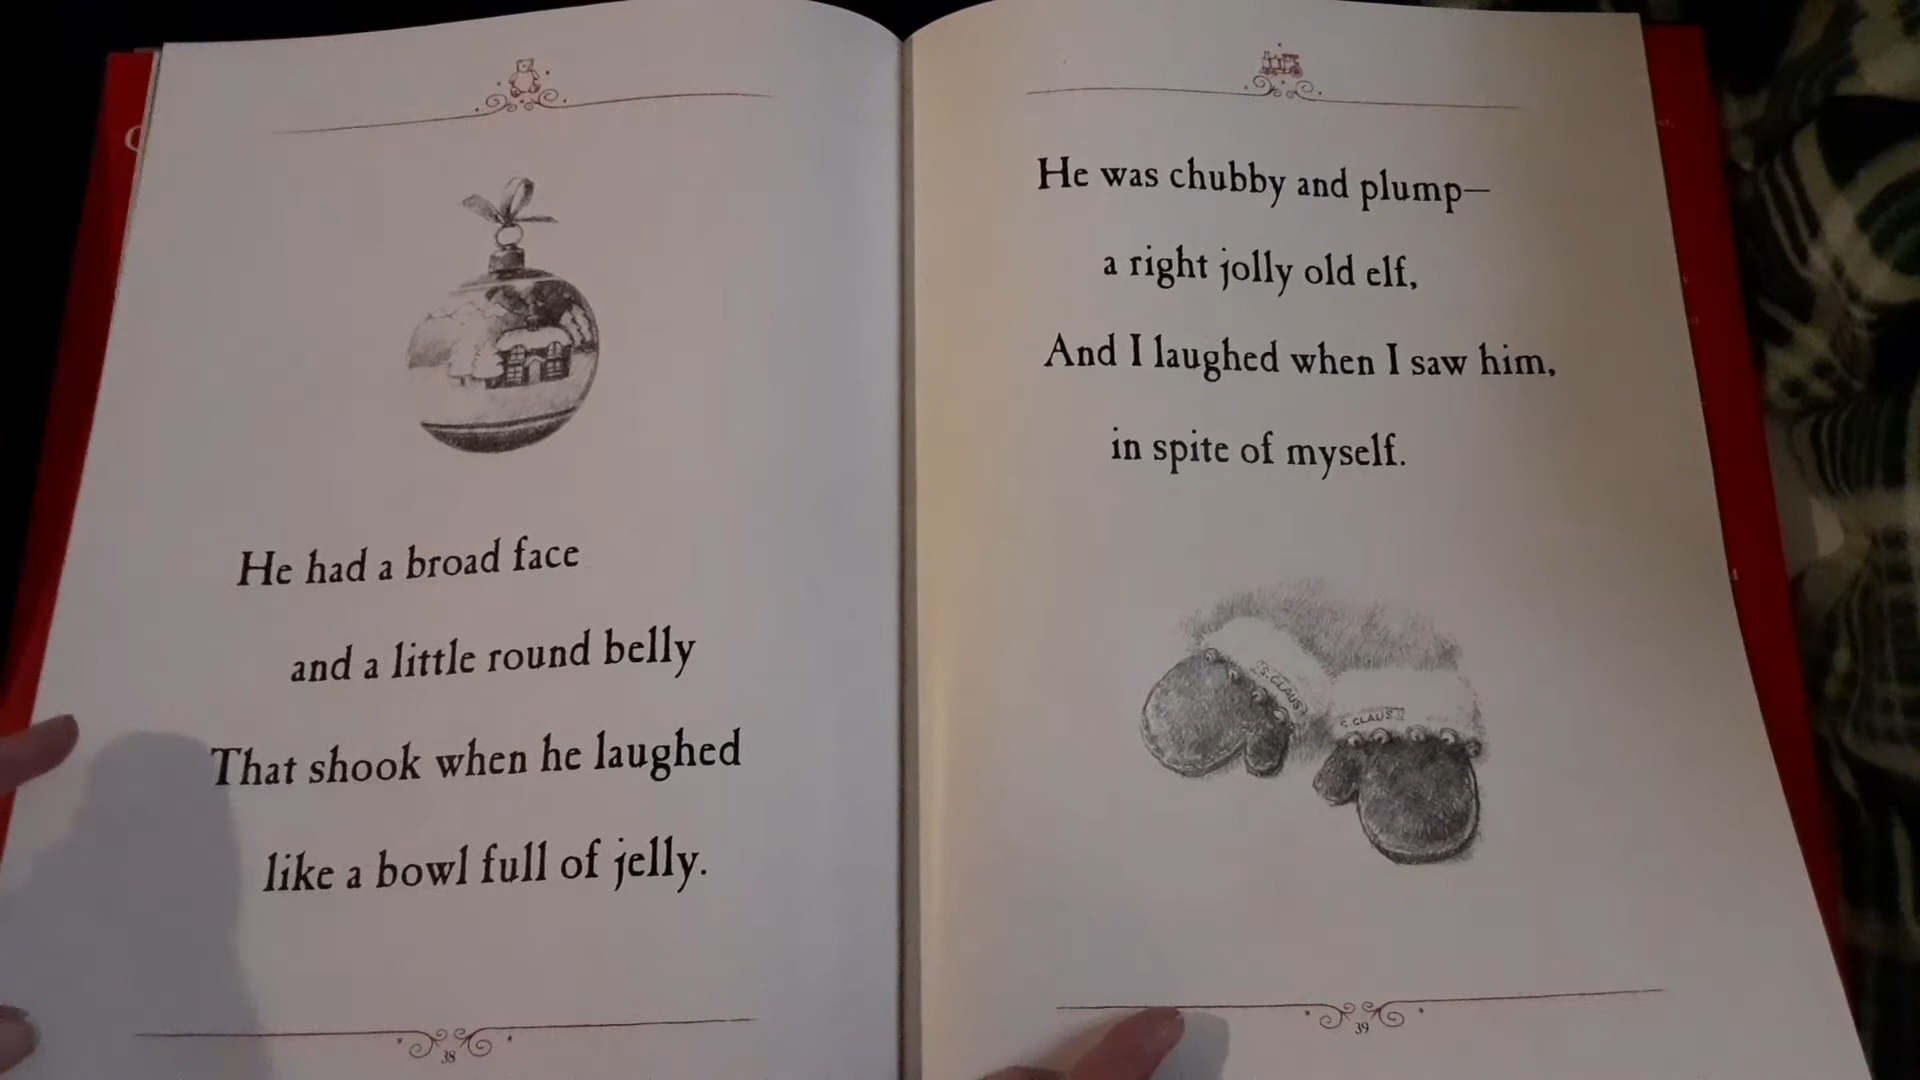 He had a broad face
and a little round belly
That shook when he laughed
like a bowl full of jelly.
38
He was chubby and plump—
a right jolly old elf,
And I laughed when I saw him,
in spite of myself.
S. CLAUS
S. CLAUS
39